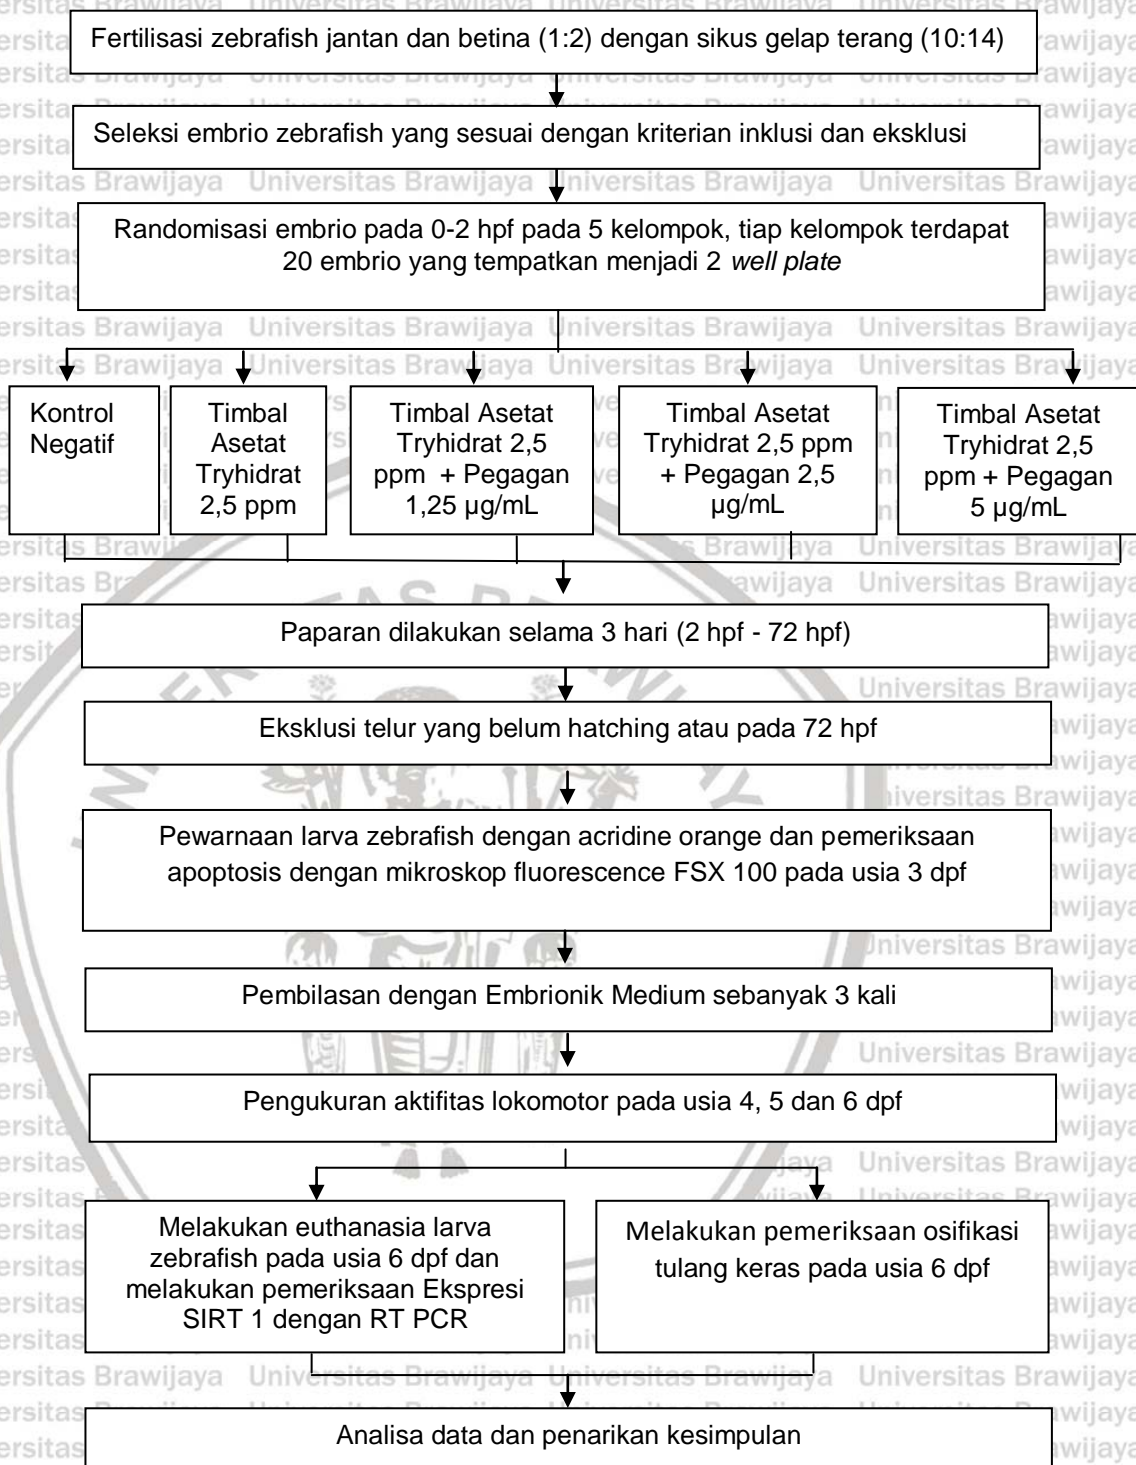 Fertilisasi zebrafish jantan dan betina (1:2) dengan sikus gelap terang (10:14)
Seleksi embrio zebrafish yang sesuai dengan kriterian inklusi dan eksklusi
Randomisasi embrio pada 0-2 hpf pada 5 kelompok, tiap kelompok terdapat
20 embrio yang tempatkan menjadi 2 well plate
Kontrol
Negatif
Timbal
Asetat
Tryhidrat
2,5 ppm
Timbal Asetat
Tryhidrat 2,5
ppm + Pegagan
1,25 µg/mL
Timbal Asetat
Tryhidrat 2,5 ppm
+ Pegagan 2,5
µg/mL
Timbal Asetat
Tryhidrat 2,5
ppm + Pegagan
5 µg/mL
Paparan dilakukan selama 3 hari (2 hpf - 72 hpf)
Eksklusi telur yang belum hatching atau pada 72 hpf
Pewarnaan larva zebrafish dengan acridine orange dan pemeriksaan
apoptosis dengan mikroskop fluorescence FSX 100 pada usia 3 dpf
Pembilasan dengan Embrionik Medium sebanyak 3 kali
Pengukuran aktifitas lokomotor pada usia 4, 5 dan 6 dpf
Melakukan euthanasia larva
zebrafish pada usia 6 dpf dan
melakukan pemeriksaan Ekspresi
SIRT 1 dengan RT PCR
Melakukan pemeriksaan osifikasi
tulang keras pada usia 6 dpf
Analisa data dan penarikan kesimpulan